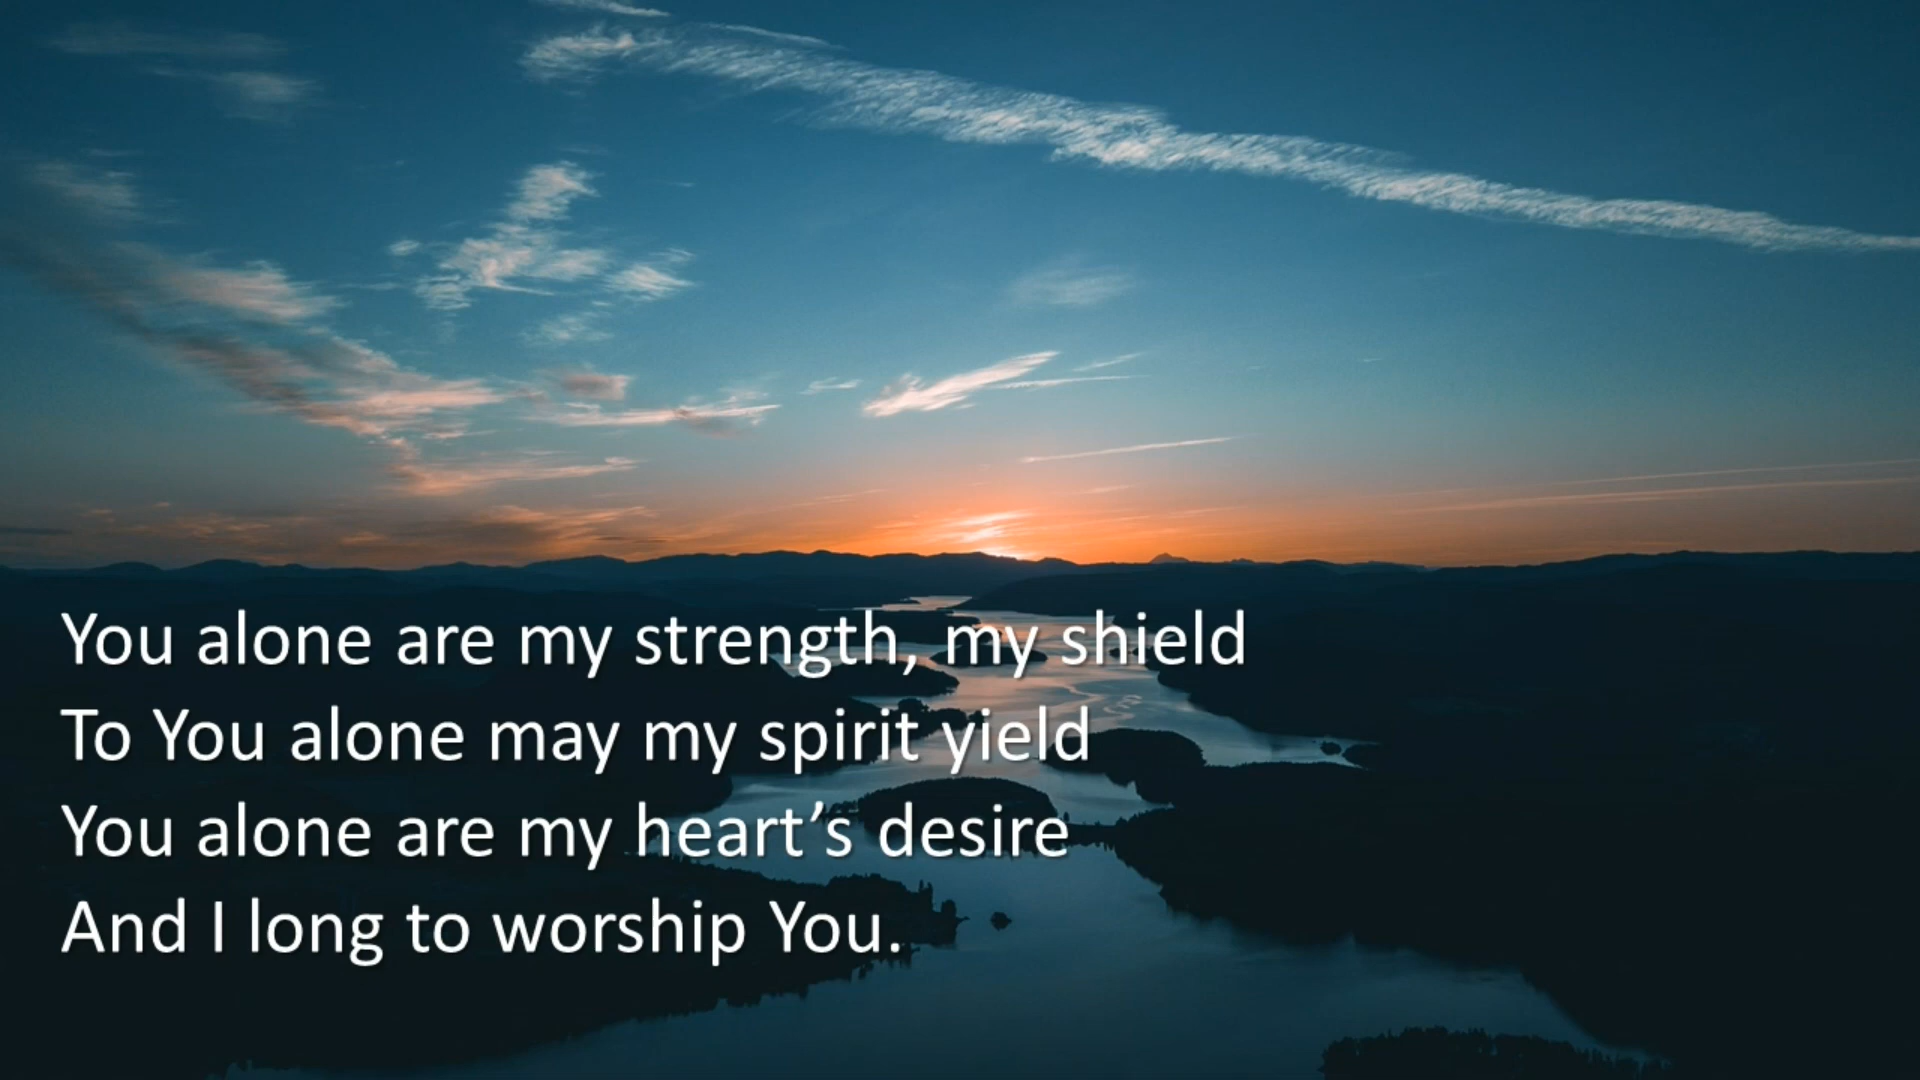 You alone are my strength, my shield
To You alone may my spirit yield
You alone are my heart’s desire
And I long to worship You.